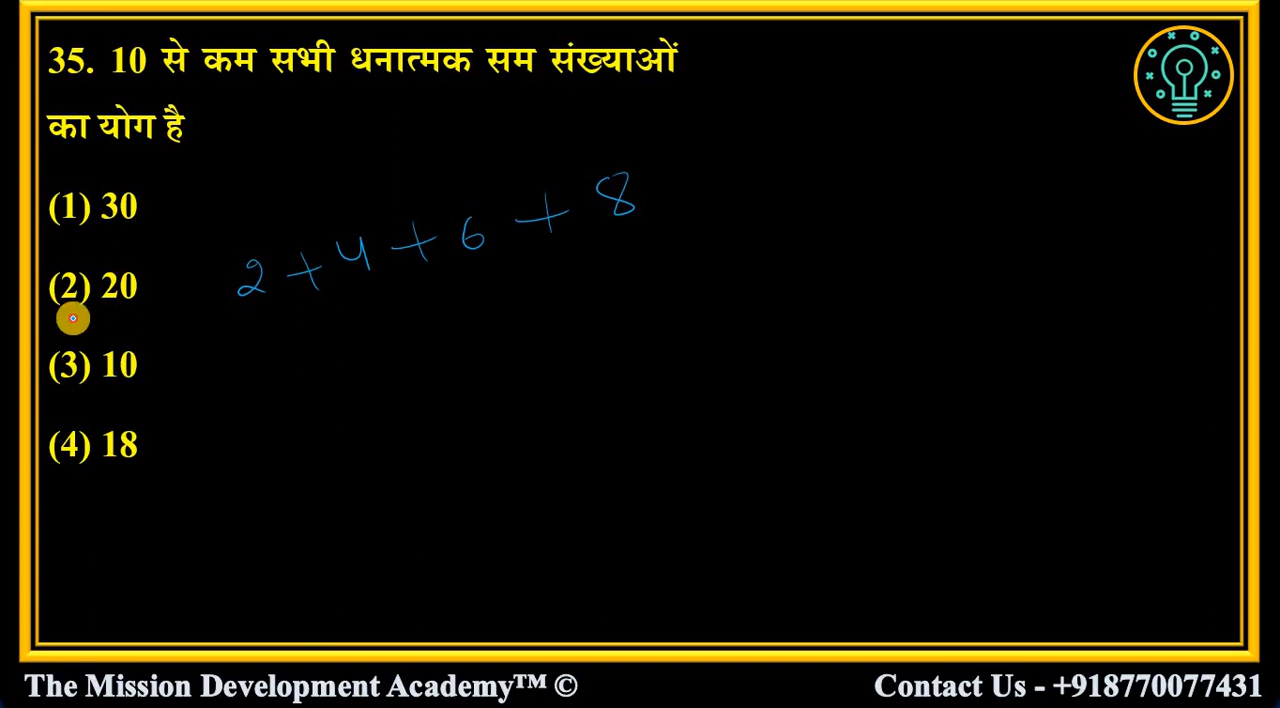 35. 10 से कम सभी धनात्मक सम संख्याओं
का योग है
(1) 30
2 + 4 + 6 + 8
(2) 20
(3) 10
(4) 18
The Mission Development Academy™ ©
Contact Us - +918770077431